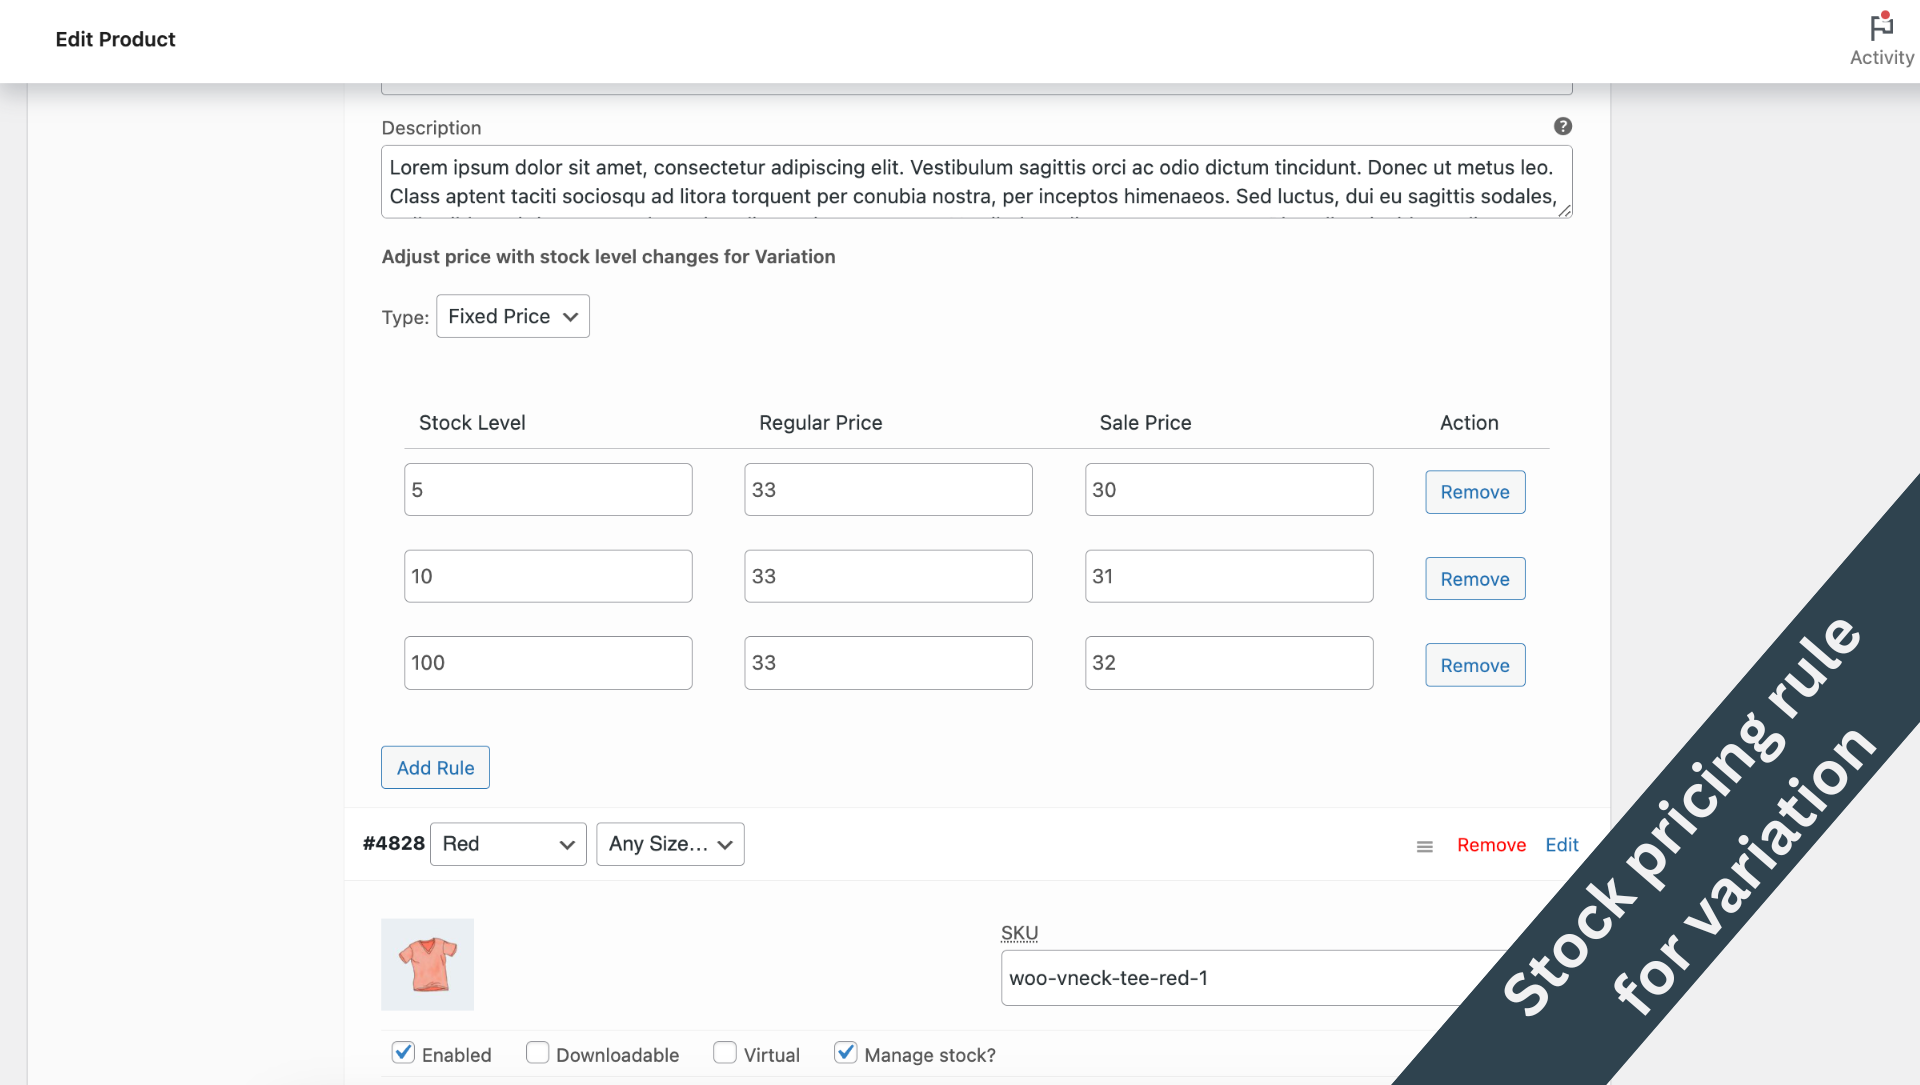 Edit Product
Activity
Description
Lorem ipsum dolor sit amet, consectetur adipiscing elit. Vestibulum sagittis orci ac odio dictum tincidunt. Donec ut metus leo.
Class aptent taciti sociosqu ad litora torquent per conubia nostra, per inceptos himenaeos. Sed luctus, dui eu sagittis sodales,
Adjust price with stock level changes for Variation
Type: Fixed Price
Stock Level Regular Price Sale Price Action
5 33 30 Remove
10 33 31 Remove
100 33 32 Remove
Add Rule
#4828 Red Any Size... Remove Edit
SKU
woo-vneck-tee-red-1
Enabled Downloadable Virtual Manage stock?
Stock pricing rule
for variation